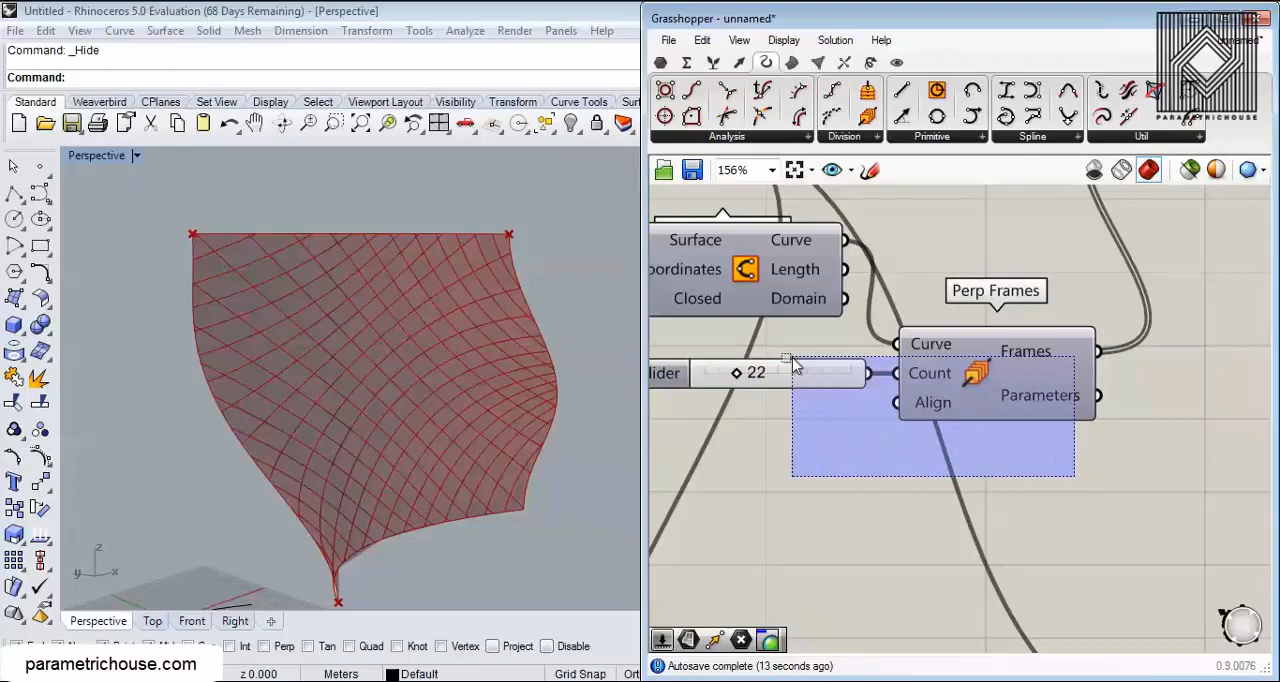 Untitled - Rhinoceros 5.0 Evaluation (68 Days Remaining) - [Perspective]
File Edit View Curve Surface Solid Mesh Dimension Transform Tools Analyze Render Panels Help
Command: _Hide
Command:
Standard Weaverbird CPlanes Set View Display Select Viewport Layout Visibility Transform Curve Tools Sur
Perspective
z
y x
Perspective Top Front Right
Int Perp Tan Quad Knot Vertex Project Disable
parametrichouse.com
z 0.000 Meters Default Grid Snap Ort
Grasshopper - unnamed*
unnamed*
File Edit View Display Solution Help
PARAMETRICHOUSE
Analysis Division Primitive Spline Util
156%
Surface Curve
oordinates Length
Closed Domain
Perp Frames
lider 22
Curve Frames
Count
Align Parameters
Autosave complete (13 seconds ago)
0.9.0076